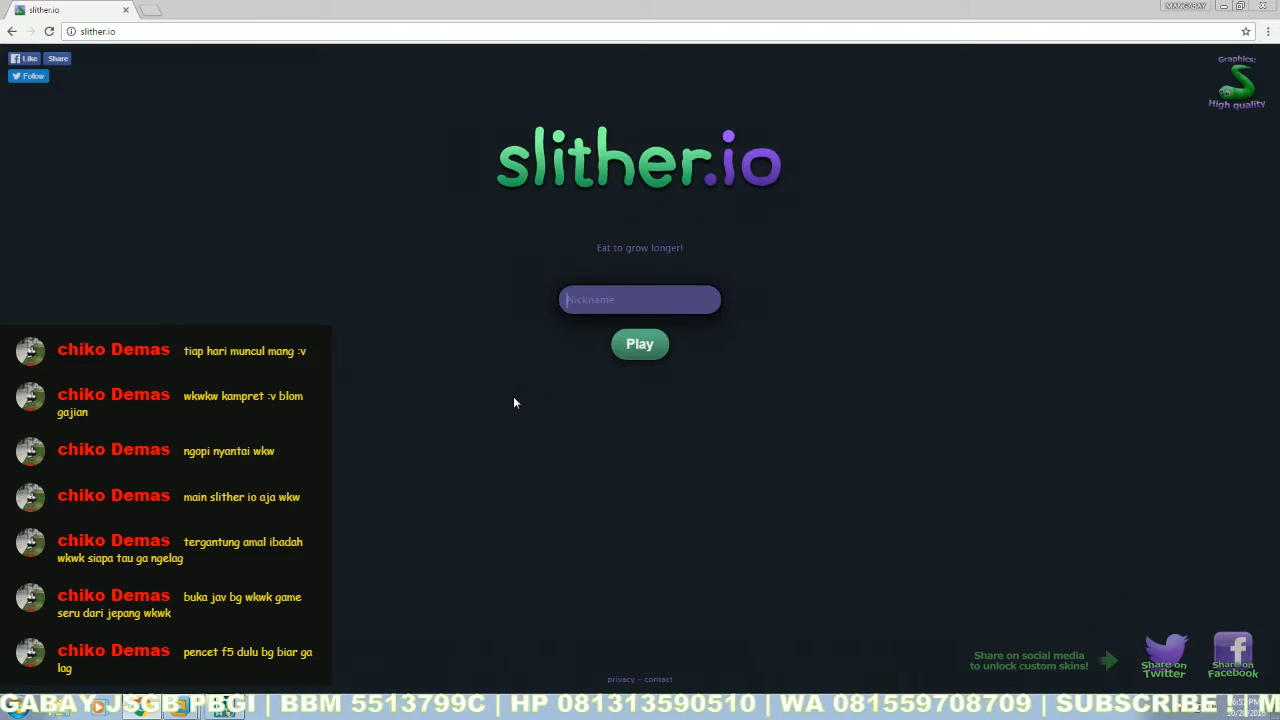 slither.io
MANGABAY
slither.io
Like Share
Follow
Graphics:
High quality
slither.io
Eat to grow longer!
Nickname
Play
chiko Demas tiap hari muncul mang :v
chiko Demas wkwkw kampret :v blom
gajian
chiko Demas ngopi nyantai wkw
chiko Demas main slither io aja wkw
chiko Demas tergantung amal ibadah
wkwk siapa tau ga ngelag
chiko Demas buka jav bg wkwk game
seru dari jepang wkwk
chiko Demas pencet f5 dulu bg biar ga
lag
Share on social media
to unlock custom skins!
Share on
Twitter
Share on
Facebook
privacy - contact
GABAY JSGB PBGI | BBM 5513799C | HP 081313590510 | WA 081559708709 | SUBSCRIBE